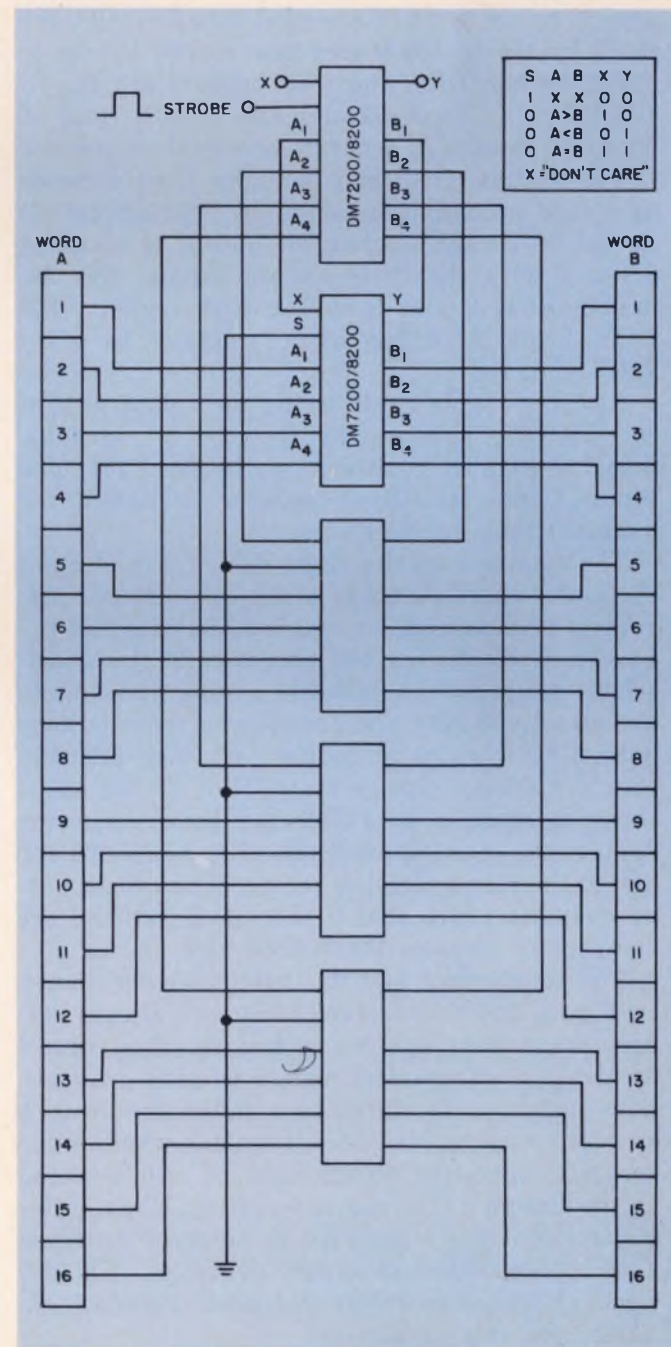 X Y
STROBE
A1 B1
A2 B2
A3 B3
A4 B4
DM7200/8200
S A B X Y
1 X X 0 0
0 A>B 1 0
0 A<B 0 1
0 A=B 1 1
X="DON'T CARE"
WORD
A
1
2
3
4
5
6
7
8
9
10
11
12
13
14
15
16
X Y
S
A1 B1
A2 B2
A3 B3
A4 B4
DM7200/8200
WORD
B
1
2
3
4
5
6
7
8
9
10
11
12
13
14
15
16